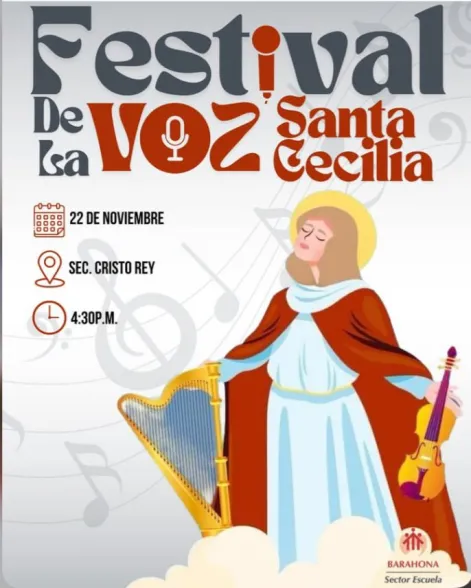 Festival
De La VOZ Santa Cecilia
22 DE NOVIEMBRE
SEC. CRISTO REY
4:30P.M.
BARAHONA
Sector Escuela